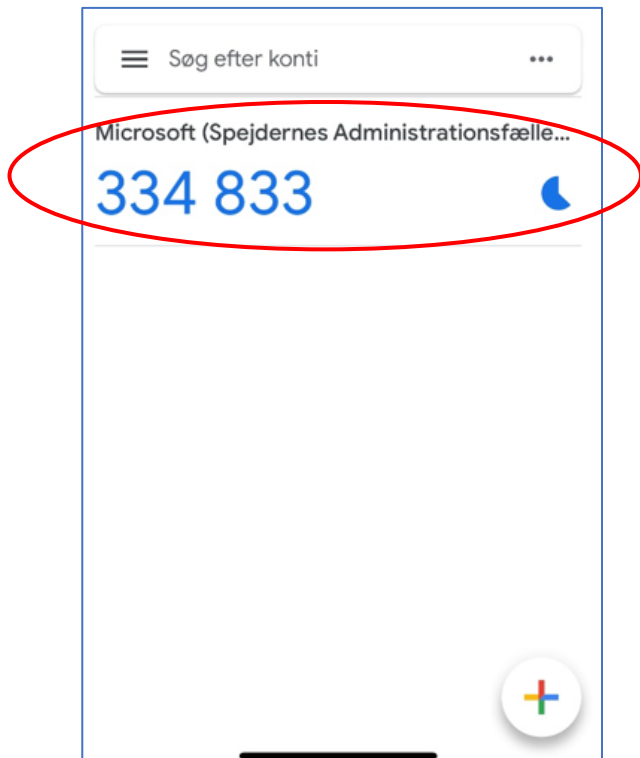 Søg efter konti
Microsoft (Spejdernes Administrationsfælle...
334 833